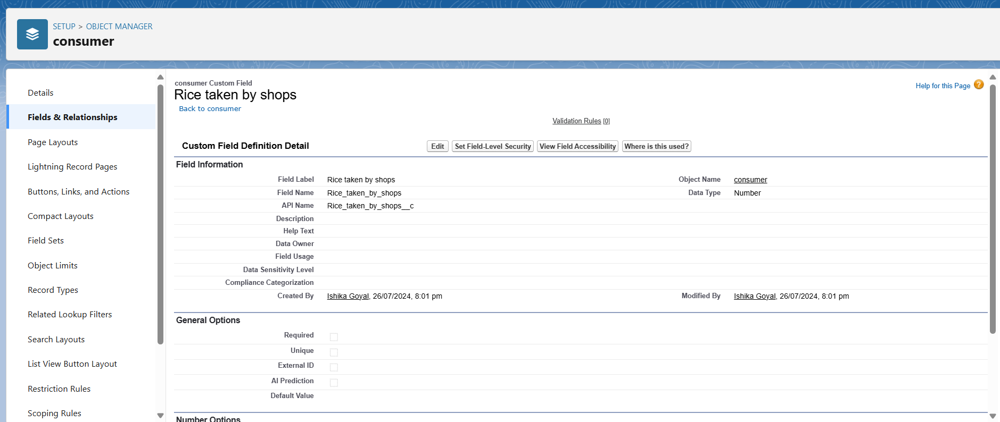 SETUP > OBJECT MANAGER
consumer
Details
Fields & Relationships
Page Layouts
Lightning Record Pages
Buttons, Links, and Actions
Compact Layouts
Field Sets
Object Limits
Record Types
Related Lookup Filters
Search Layouts
List View Button Layout
Restriction Rules
Scoping Rules
consumer Custom Field
Rice taken by shops
Back to consumer
Help for this Page ?
Validation Rules [0]
Custom Field Definition Detail Edit Set Field-Level Security View Field Accessibility Where is this used?
Field Information
Field Label Rice taken by shops Object Name consumer
Field Name Rice_taken_by_shops Data Type Number
API Name Rice_taken_by_shops__c
Description
Help Text
Data Owner
Field Usage
Data Sensitivity Level
Compliance Categorization
Created By Ishika Goyal, 26/07/2024, 8:01 pm Modified By Ishika Goyal, 26/07/2024, 8:01 pm
General Options
Required
Unique
External ID
AI Prediction
Default Value
Number Options